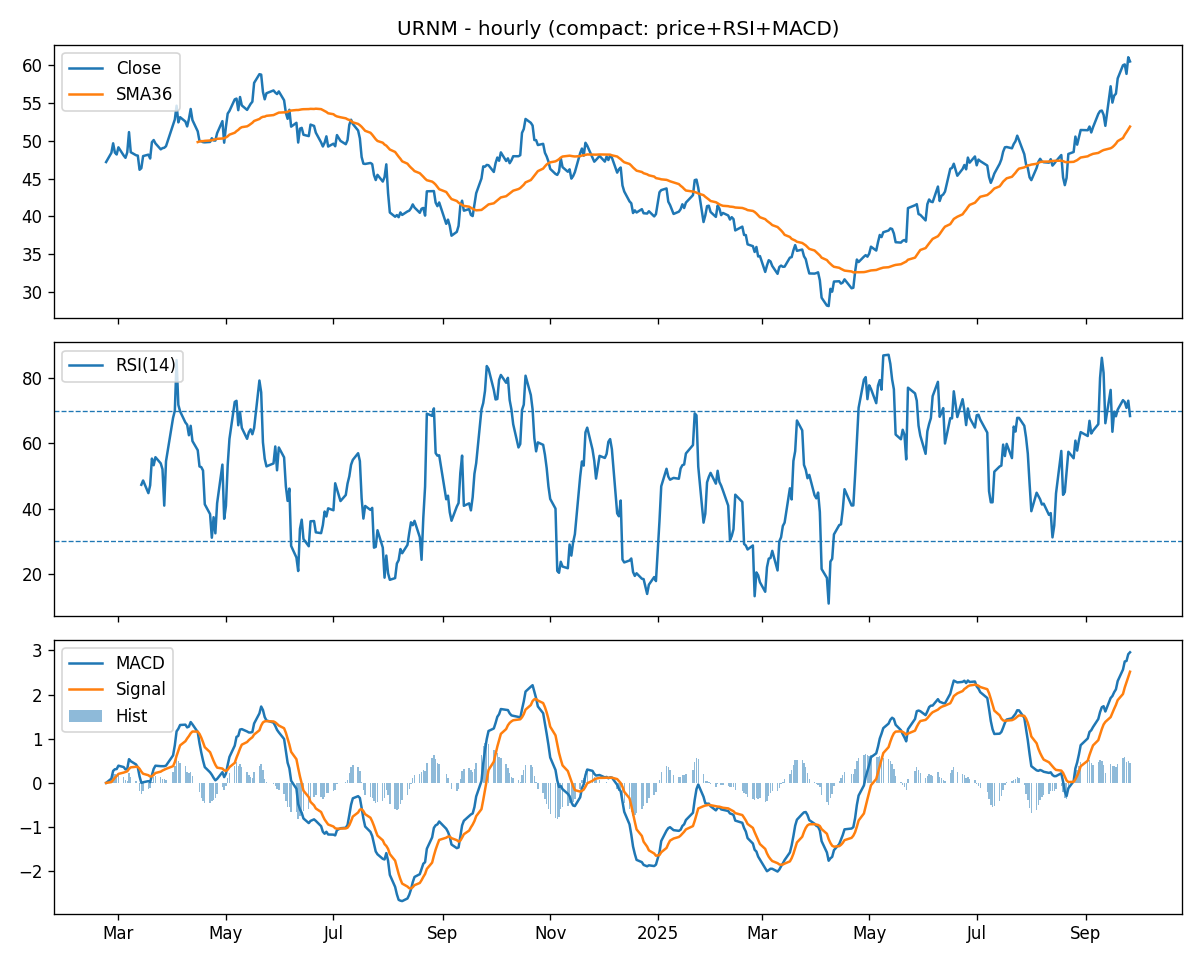 URNM - hourly (compact: price+RSI+MACD)
Close
SMA36
60
55
50
45
40
35
30
RSI(14)
80
60
40
20
MACD
Signal
Hist
3
2
1
0
−1
−2
Mar
May
Jul
Sep
Nov
2025
Mar
May
Jul
Sep